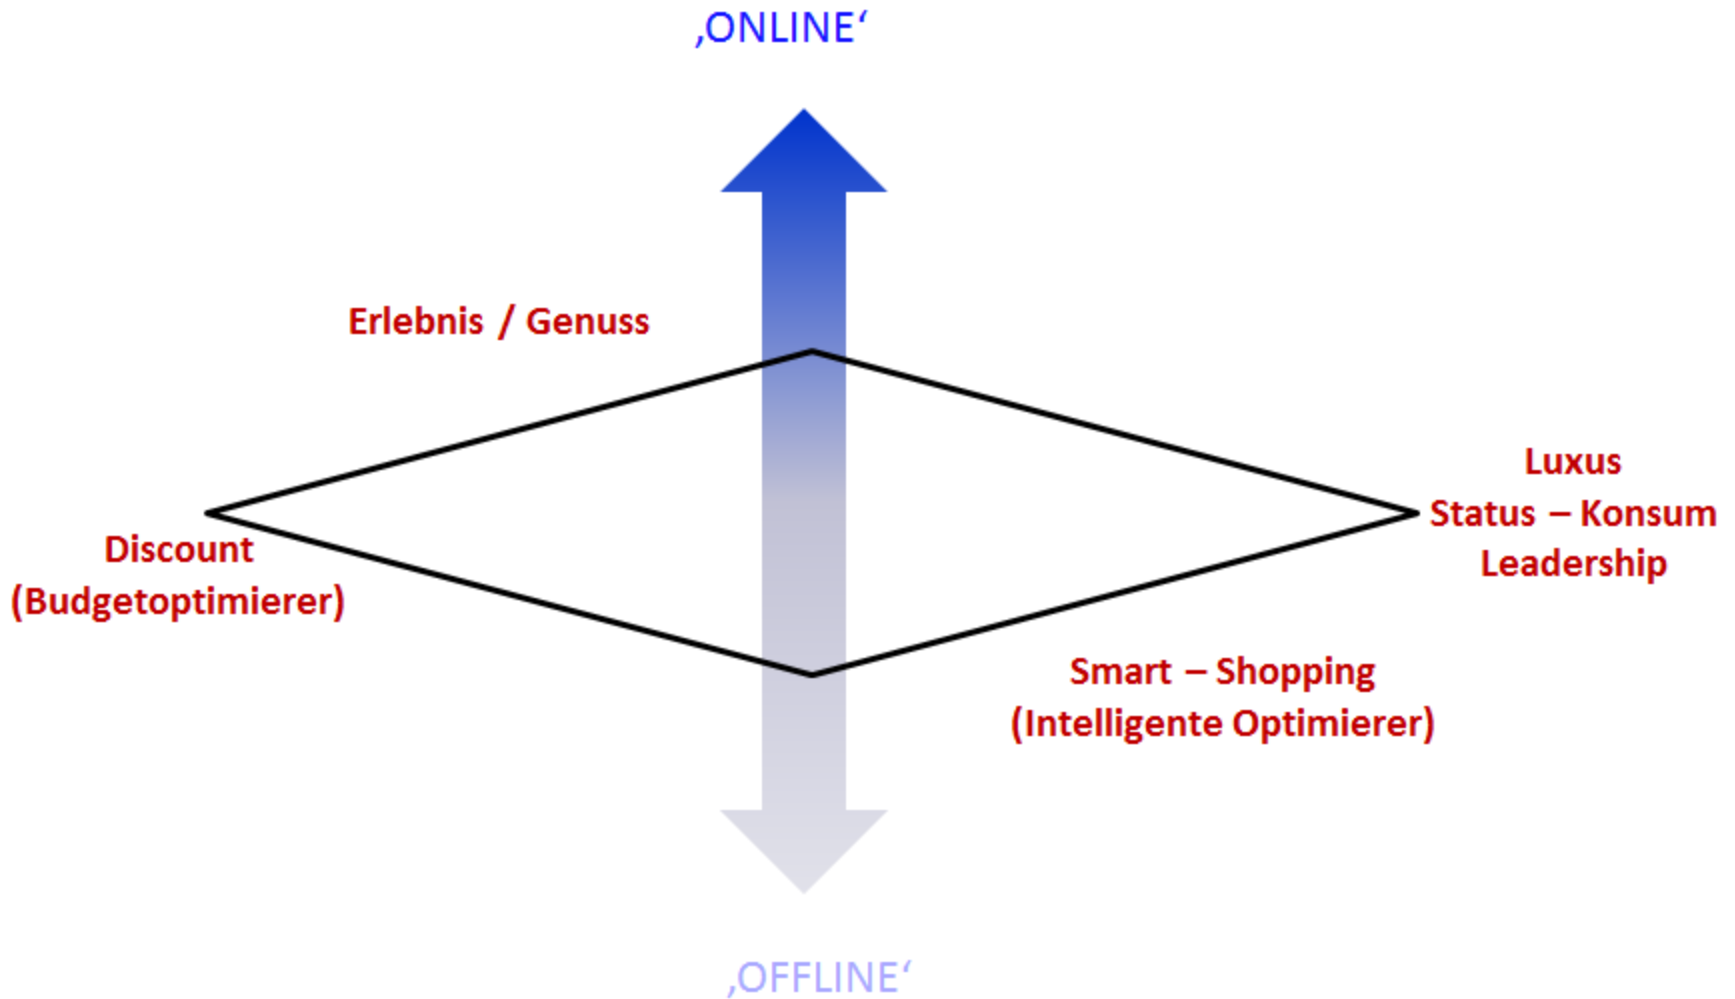 ‚ONLINE‘
Erlebnis / Genuss
Luxus
Status – Konsum
Leadership
Discount
(Budgetoptimierer)
Smart – Shopping
(Intelligente Optimierer)
‚OFFLINE‘